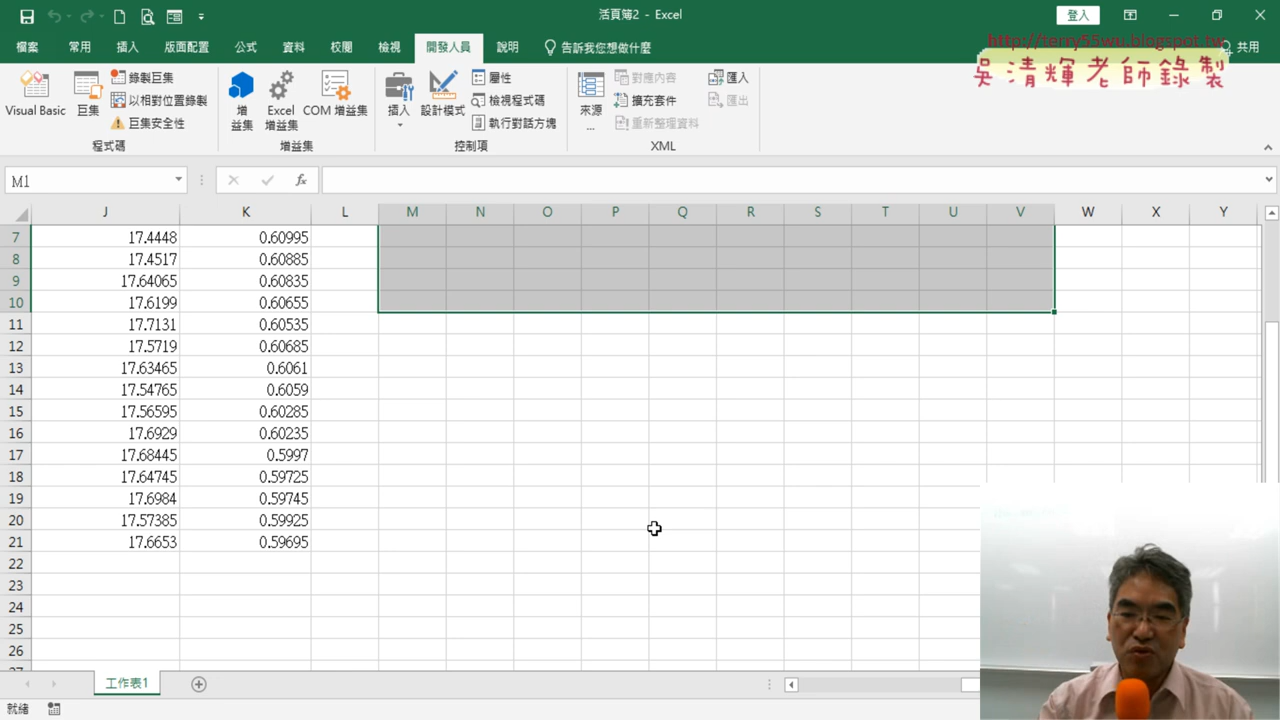 活頁簿2 - Excel
登入
檔案 常用 插入 版面配置 公式 資料 校閱 檢視 開發人員 說明 告訴我您想做什麼 共用
http://terry55wu.blogspot.tw
吳清輝老師錄製
Visual Basic
巨集
錄製巨集
以相對位置錄製
巨集安全性
程式碼
增
益集
Excel
增益集
COM 增益集
增益集
插入
設計模式
屬性
檢視程式碼
執行對話方塊
控制項
來源
...
對應內容
擴充套件
重新整理資料
匯入
匯出
XML
M1
fx
J K L M N O P Q R S T U V W X Y
7 17.4448 0.60995
8 17.4517 0.60885
9 17.64065 0.60835
10 17.6199 0.60655
11 17.7131 0.60535
12 17.5719 0.60685
13 17.63465 0.6061
14 17.54765 0.6059
15 17.56595 0.60285
16 17.6929 0.60235
17 17.68445 0.5997
18 17.64745 0.59725
19 17.6984 0.59745
20 17.57385 0.59925
21 17.6653 0.59695
22
23
24
25
26
27
工作表1
就緒